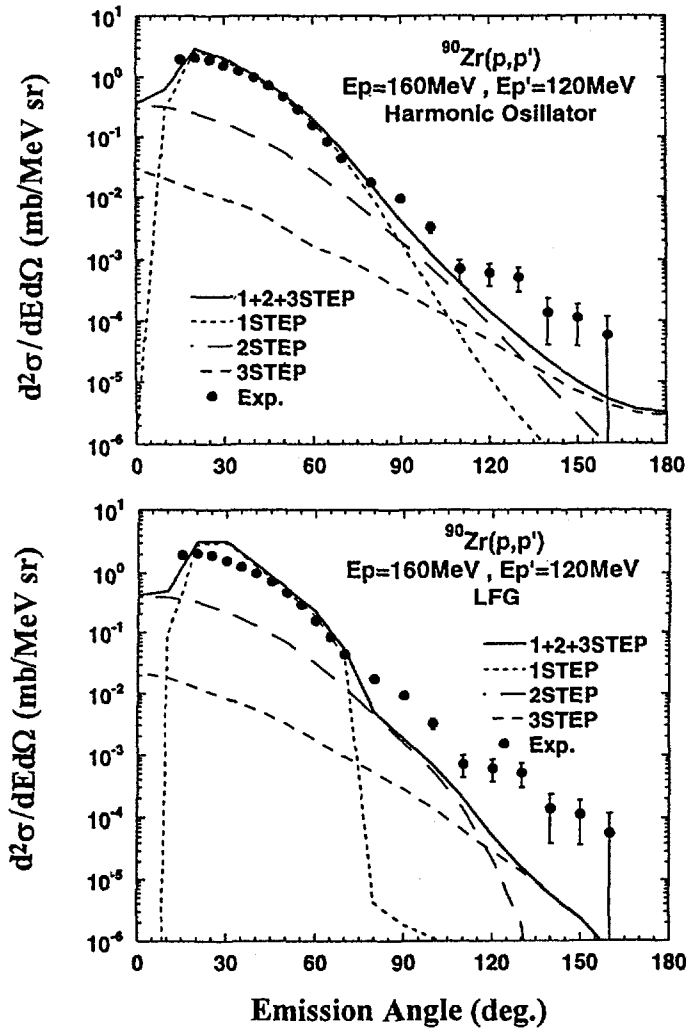 d²σ/dEdΩ (mb/MeV sr)
10¹
10⁰
10⁻¹
10⁻²
10⁻³
10⁻⁴
10⁻⁵
10⁻⁶
⁹⁰Zr(p,p')
Ep=160MeV , Ep'=120MeV
Harmonic Osillator
1+2+3STEP
1STEP
2STEP
3STEP
Exp.
0 30 60 90 120 150 180
d²σ/dEdΩ (mb/MeV sr)
10¹
10⁰
10⁻¹
10⁻²
10⁻³
10⁻⁴
10⁻⁵
10⁻⁶
⁹⁰Zr(p,p')
Ep=160MeV , Ep'=120MeV
LFG
1+2+3STEP
1STEP
2STEP
3STEP
Exp.
0 30 60 90 120 150 180
Emission Angle (deg.)